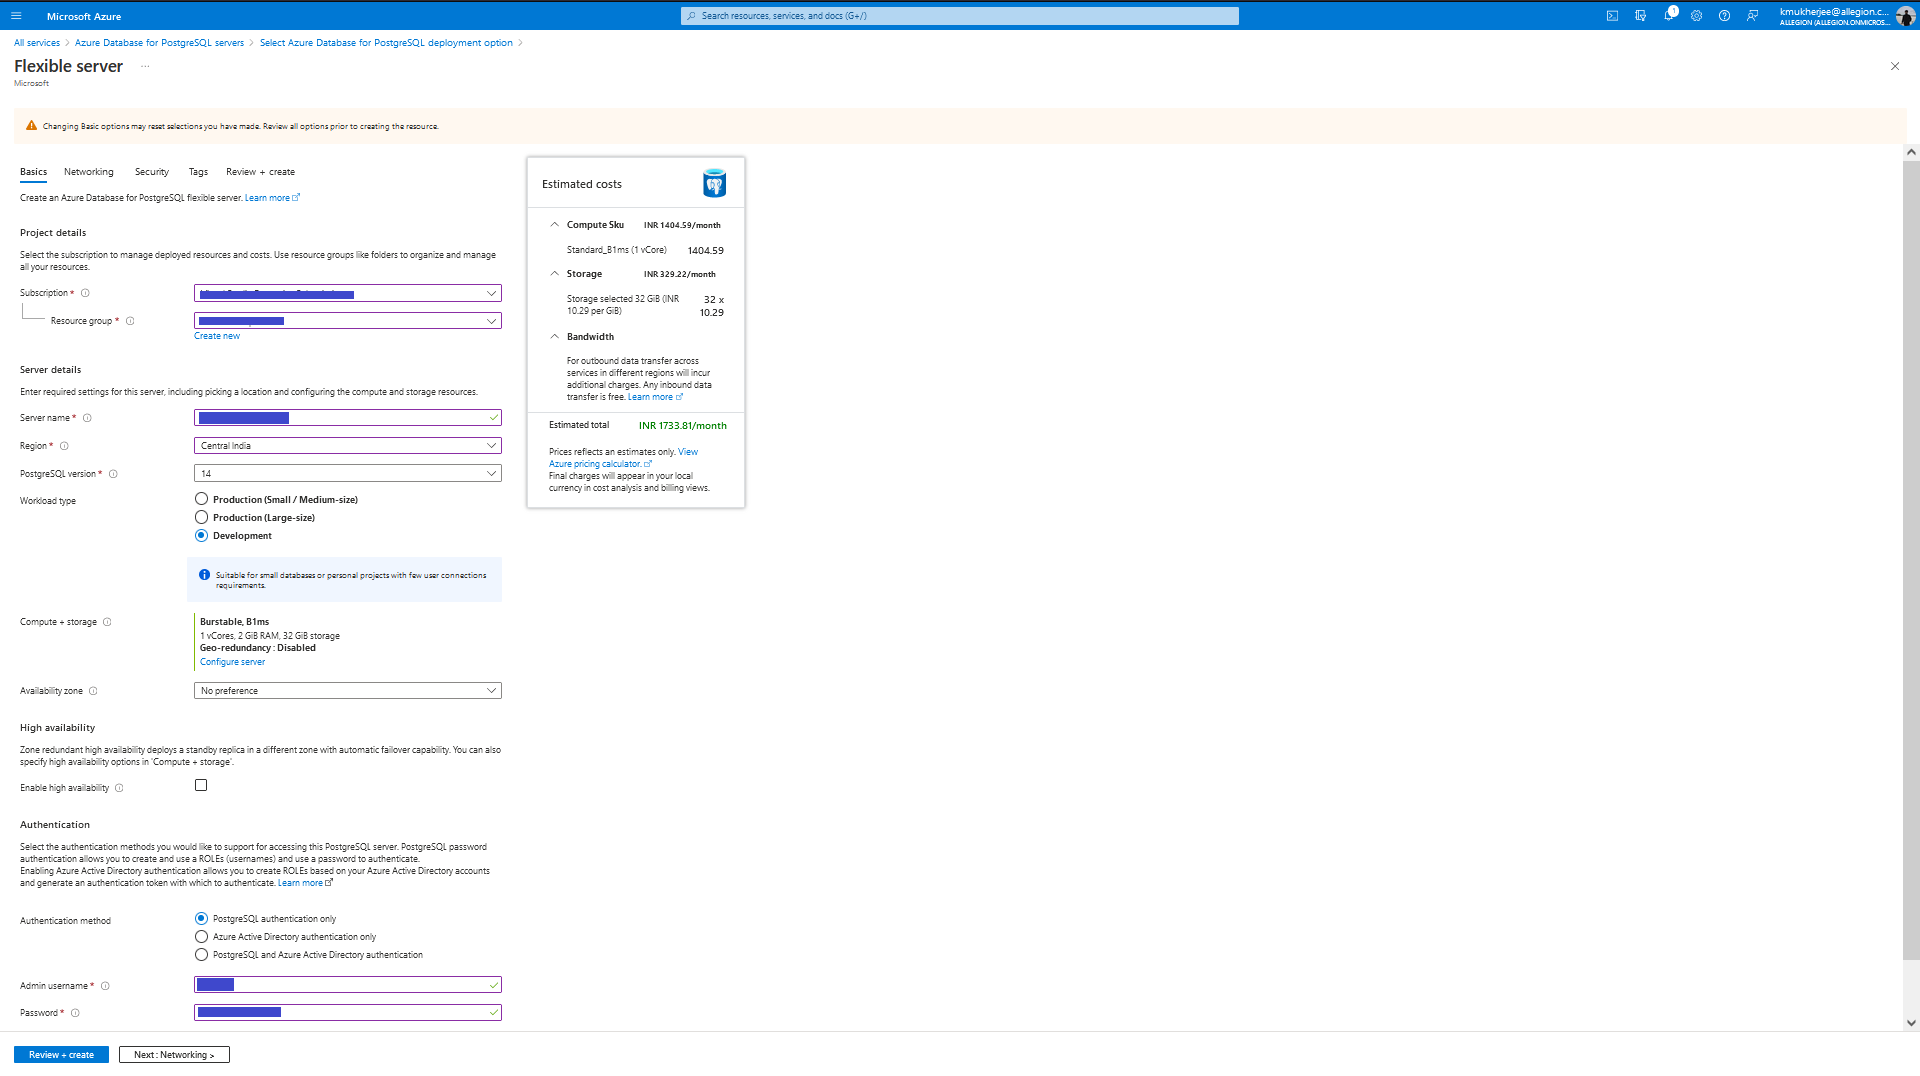 Microsoft Azure
Search resources, services, and docs (G+/)
1
kmukherjee@allegion.c...
ALLEGION (ALLEGION.ONMICROS...
All services > Azure Database for PostgreSQL servers > Select Azure Database for PostgreSQL deployment option >
Flexible server ...
Microsoft
Changing Basic options may reset selections you have made. Review all options prior to creating the resource.
Basics Networking Security Tags Review + create
Create an Azure Database for PostgreSQL flexible server. Learn more
Project details
Select the subscription to manage deployed resources and costs. Use resource groups like folders to organize and manage
all your resources.
Subscription *
Resource group *
Create new
Server details
Enter required settings for this server, including picking a location and configuring the compute and storage resources.
Server name *
Region * Central India
PostgreSQL version * 14
Workload type
Production (Small / Medium-size)
Production (Large-size)
Development
Suitable for small databases or personal projects with few user connections
requirements.
Compute + storage
Burstable, B1ms
1 vCores, 2 GiB RAM, 32 GiB storage
Geo-redundancy : Disabled
Configure server
Availability zone No preference
High availability
Zone redundant high availability deploys a standby replica in a different zone with automatic failover capability. You can also
specify high availability options in 'Compute + storage'.
Enable high availability
Authentication
Select the authentication methods you would like to support for accessing this PostgreSQL server. PostgreSQL password
authentication allows you to create and use a ROLEs (usernames) and use a password to authenticate.
Enabling Azure Active Directory authentication allows you to create ROLEs based on your Azure Active Directory accounts
and generate an authentication token with which to authenticate. Learn more
Authentication method
PostgreSQL authentication only
Azure Active Directory authentication only
PostgreSQL and Azure Active Directory authentication
Admin username *
Password *
Review + create
Next : Networking >
Estimated costs
Compute Sku INR 1404.59/month
Standard_B1ms (1 vCore) 1404.59
Storage INR 329.22/month
Storage selected 32 GiB (INR 32 x
10.29 per GiB) 10.29
Bandwidth
For outbound data transfer across
services in different regions will incur
additional charges. Any inbound data
transfer is free. Learn more
Estimated total INR 1733.81/month
Prices reflect an estimates only. View
Azure pricing calculator.
Final charges will appear in your local
currency in cost analysis and billing views.